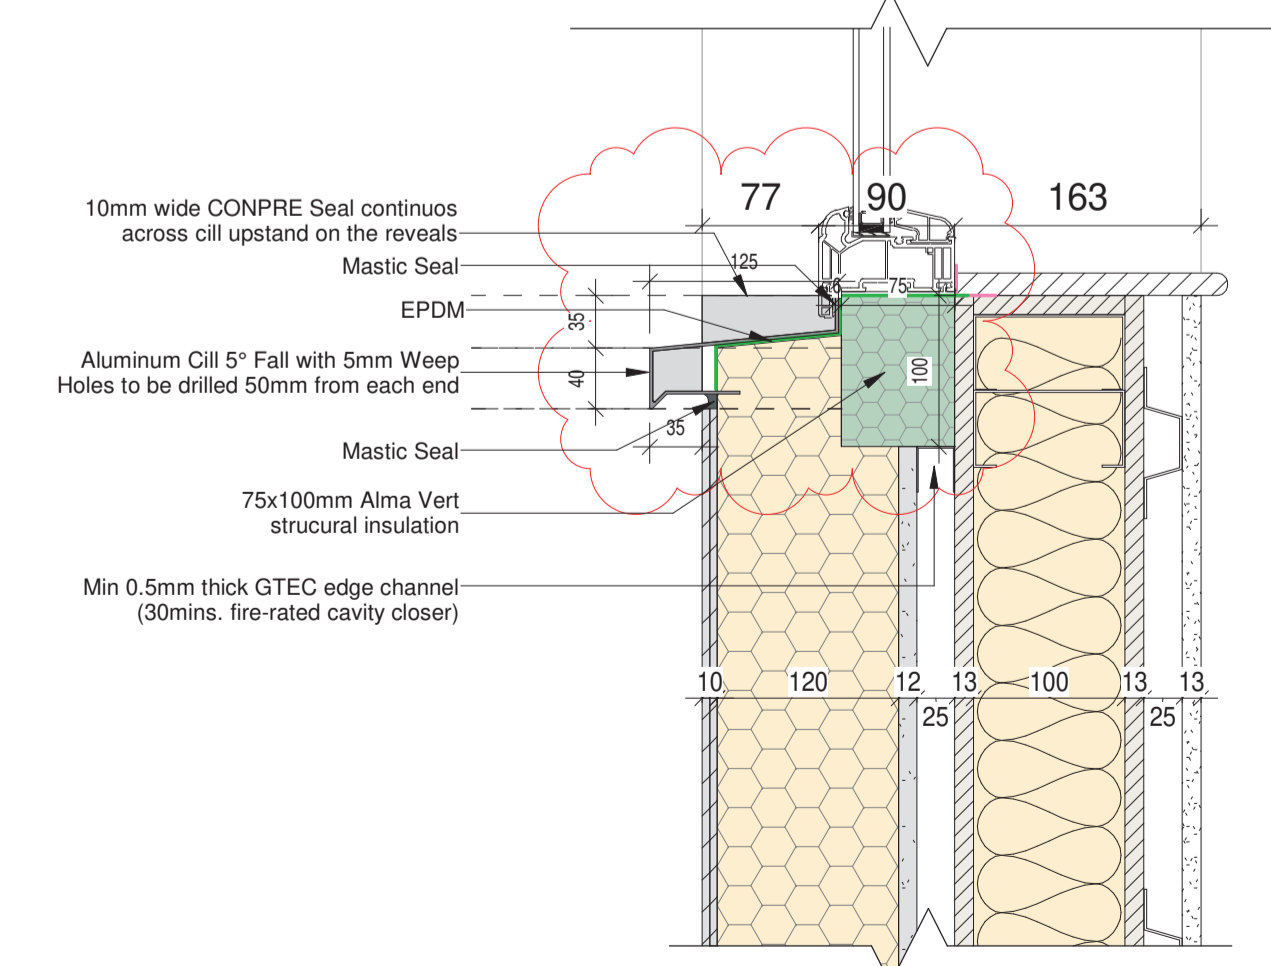 77
90
163
10mm wide CONPRE Seal continuos
across cill upstand on the reveals
Mastic Seal
125
6
75
EPDM
35
Aluminum Cill 5° Fall with 5mm Weep
Holes to be drilled 50mm from each end
40
100
35
Mastic Seal
75x100mm Alma Vert
strucural insulation
Min 0.5mm thick GTEC edge channel
(30mins. fire-rated cavity closer)
10
120
12
25
13
100
13
25
13